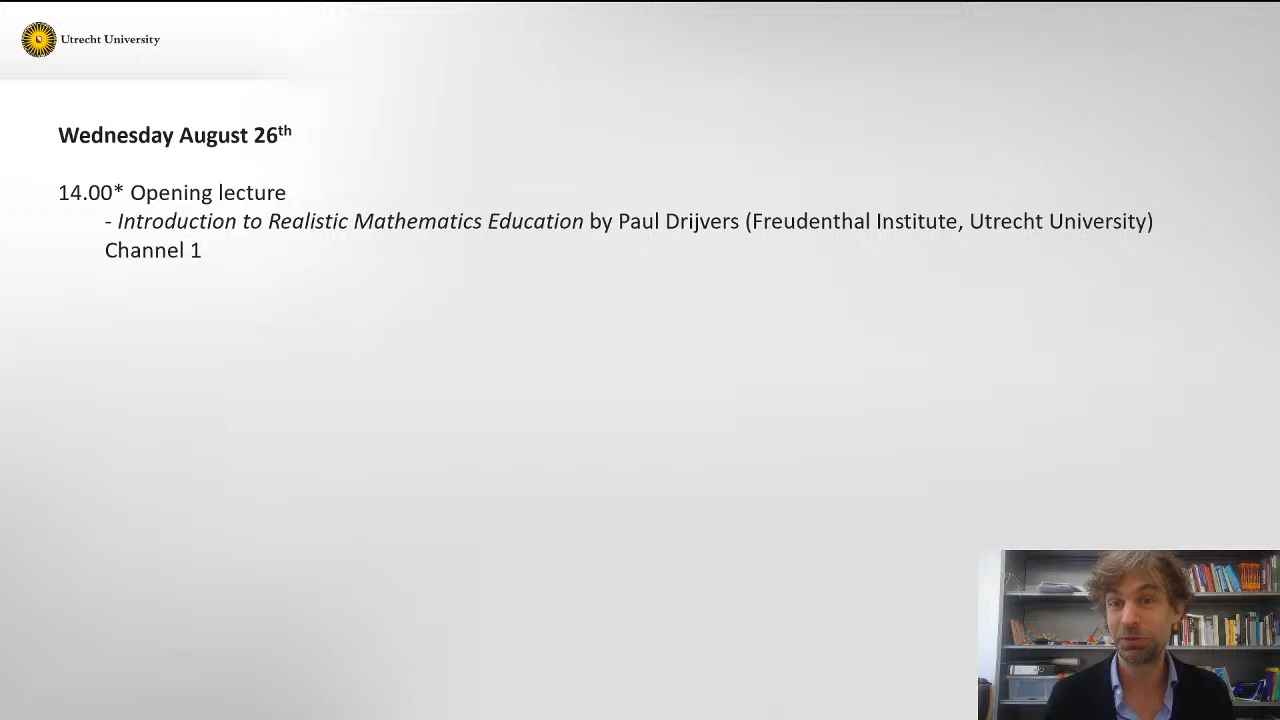 Utrecht University
Wednesday August 26th
14.00* Opening lecture
- Introduction to Realistic Mathematics Education by Paul Drijvers (Freudenthal Institute, Utrecht University)
Channel 1